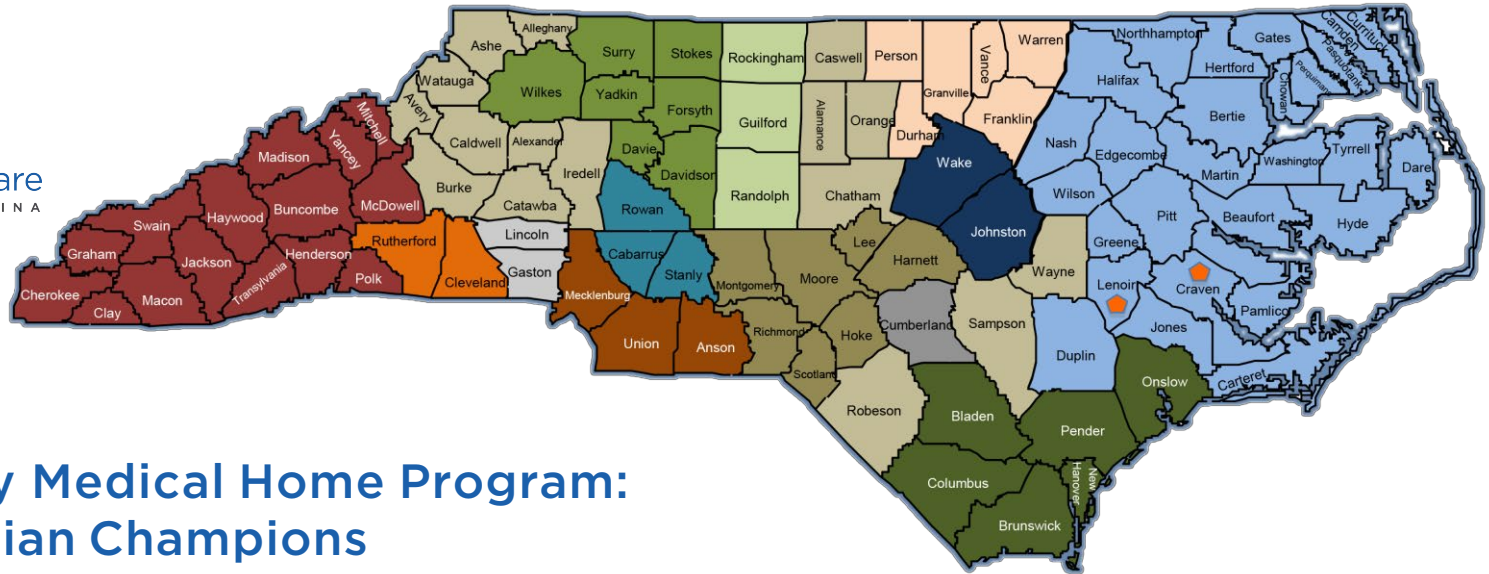 Alleghany
Ashe
Surry
Stokes
Rockingham
Caswell
Person
Vance
Warren
Northhampton
Gates
Camden
Currituck
Pasquotank
Perquiman
Chowan
Hertford
Halifax
Watauga
Wilkes
Yadkin
Forsyth
Granville
Franklin
Bertie
Avery
Mitchell
Yancey
Madison
Caldwell
Alexander
Davie
Guilford
Alamance
Orange
Durham
Nash
Edgecombe
Martin
Washington
Tyrrell
Dare
Iredell
Davidson
Wake
are
INA
McDowell
Burke
Catawba
Rowan
Randolph
Chatham
Wilson
Pitt
Beaufort
Hyde
Swain
Haywood
Buncombe
Rutherford
Lincoln
Johnston
Greene
Graham
Jackson
Henderson
Transylvania
Polk
Cleveland
Gaston
Cabarrus
Stanly
Montgomery
Moore
Lee
Harnett
Wayne
Lenoir
Craven
Pamlico
Cherokee
Clay
Macon
Mecklenburg
Union
Anson
Richmond
Scotland
Hoke
Cumberland
Sampson
Duplin
Jones
Carteret
Onslow
Robeson
Bladen
Pender
Columbus
New
Hanover
Brunswick
y Medical Home Program:
ian Champions